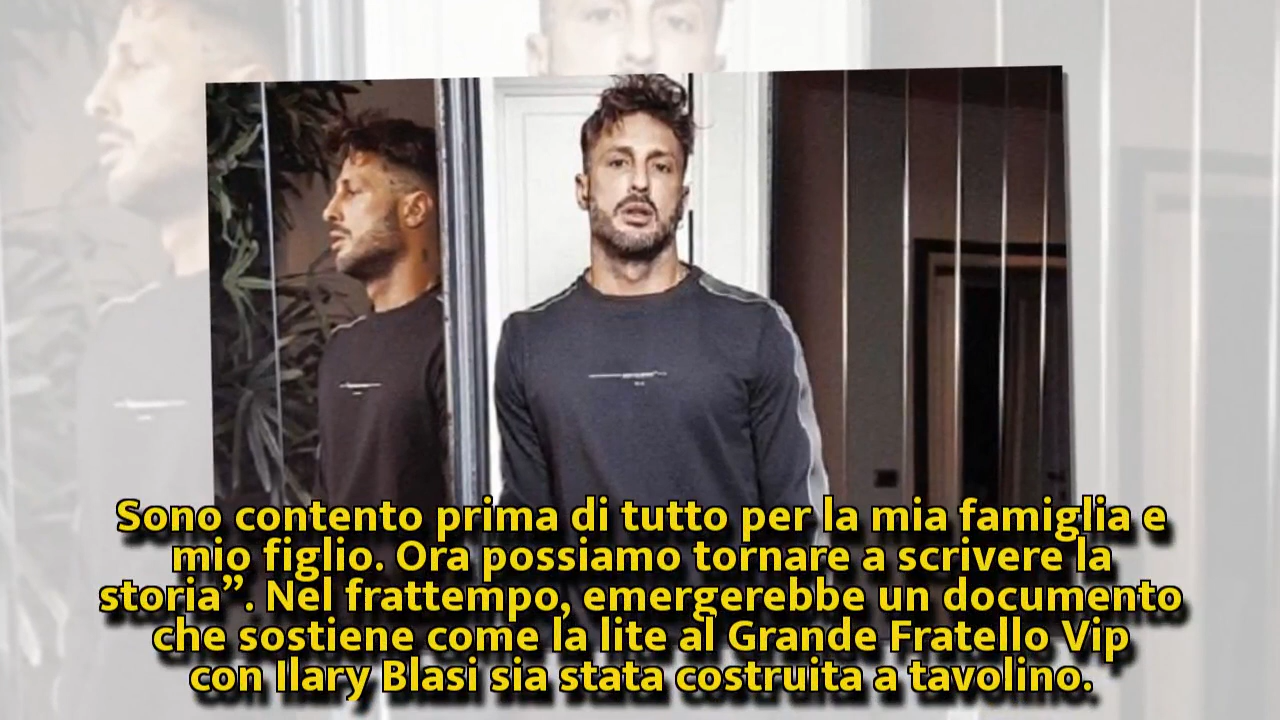 Sono contento prima di tutto per la mia famiglia e
mio figlio. Ora possiamo tornare a scrivere la
storia”. Nel frattempo, emergerebbe un documento
che sostiene come la lite al Grande Fratello Vip
con Ilary Blasi sia stata costruita a tavolino.